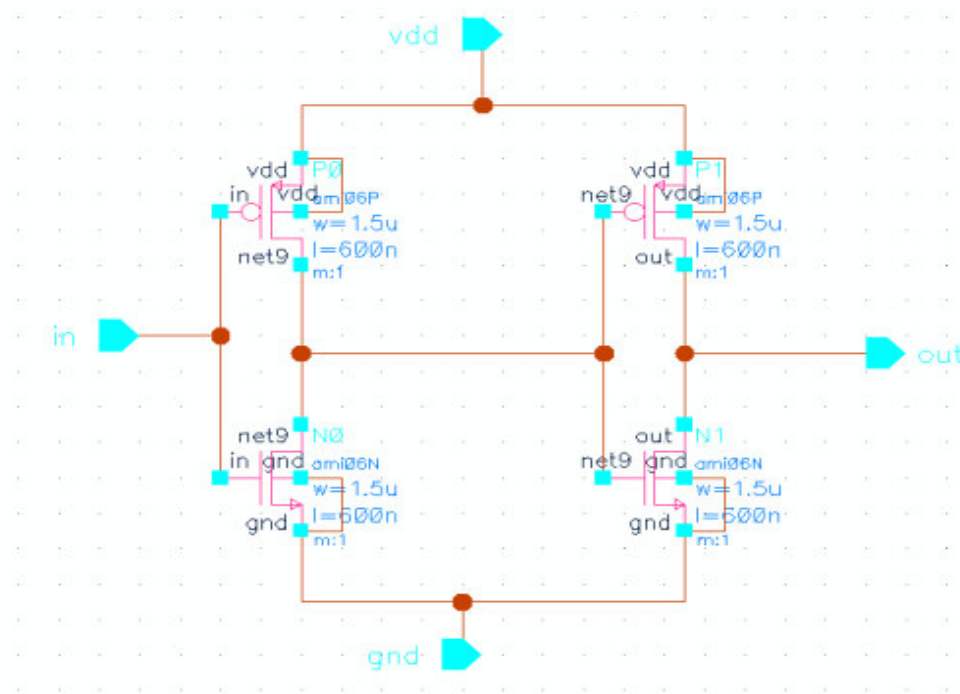 vdd
vdd P0
in vdd ami06P
w=1.5u
l=600n
net9
m:1
vdd P1
net9 vdd ami06P
w=1.5u
l=600n
out
m:1
in
out
net9 N0
in gnd ami06N
w=1.5u
gnd l=600n
m:1
out N1
net9 gnd ami06N
w=1.5u
gnd l=600n
m:1
gnd